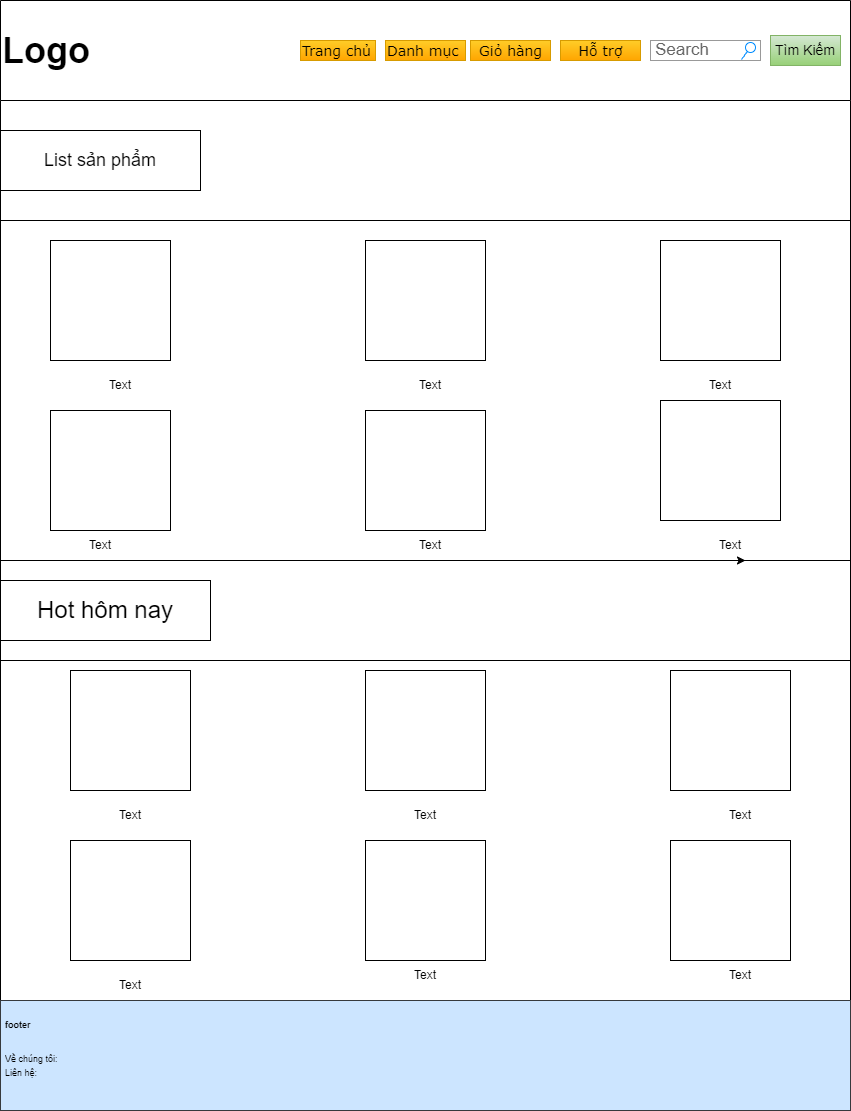 Logo
Trang chủ Danh mục Giỏ hàng Hỗ trợ Search Tìm Kiếm
List sản phẩm
Text Text Text
Text Text Text
Hot hôm nay
Text Text Text
Text Text Text
footer
Về chúng tôi:
Liên hệ: